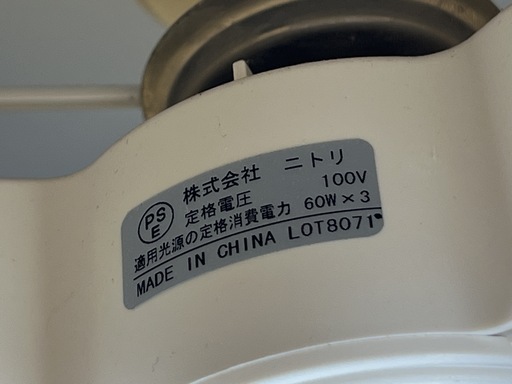 PS
E
株式会社 ニトリ
定格電圧 100V
適用光源の定格消費電力 60W×3
MADE IN CHINA LOT8071